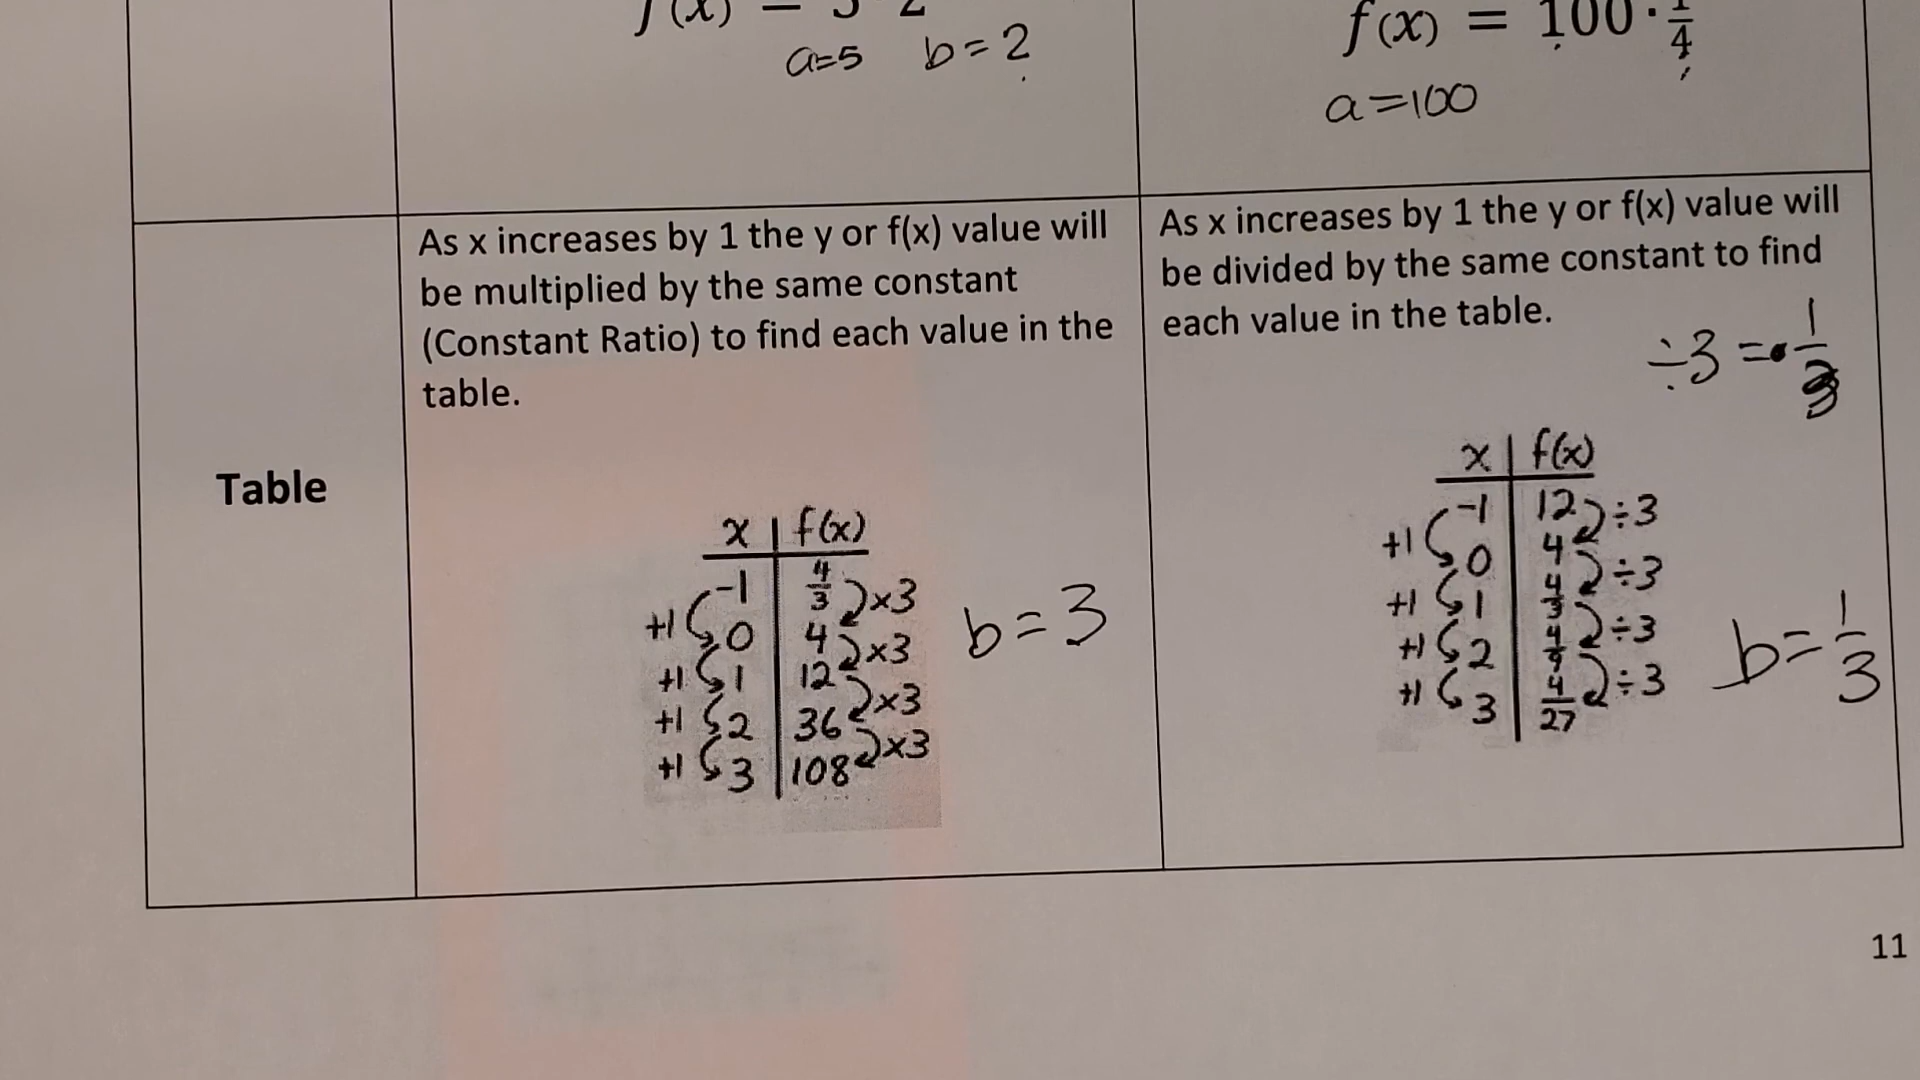 a=5 b=2
f(x) = 100 · 1/4
a=100
Table
As x increases by 1 the y or f(x) value will
be multiplied by the same constant
(Constant Ratio) to find each value in the
table.
x f(x)
-1 4/3 x3
+1 0 4 x3
+1 1 12 x3
+1 2 36 x3
+1 3 108
b=3
As x increases by 1 the y or f(x) value will
be divided by the same constant to find
each value in the table.
÷3 = · 1/3
x f(x)
-1 12 ÷3
+1 0 4 ÷3
+1 1 4/3 ÷3
+1 2 4/9 ÷3
+1 3 4/27
b=1/3
11